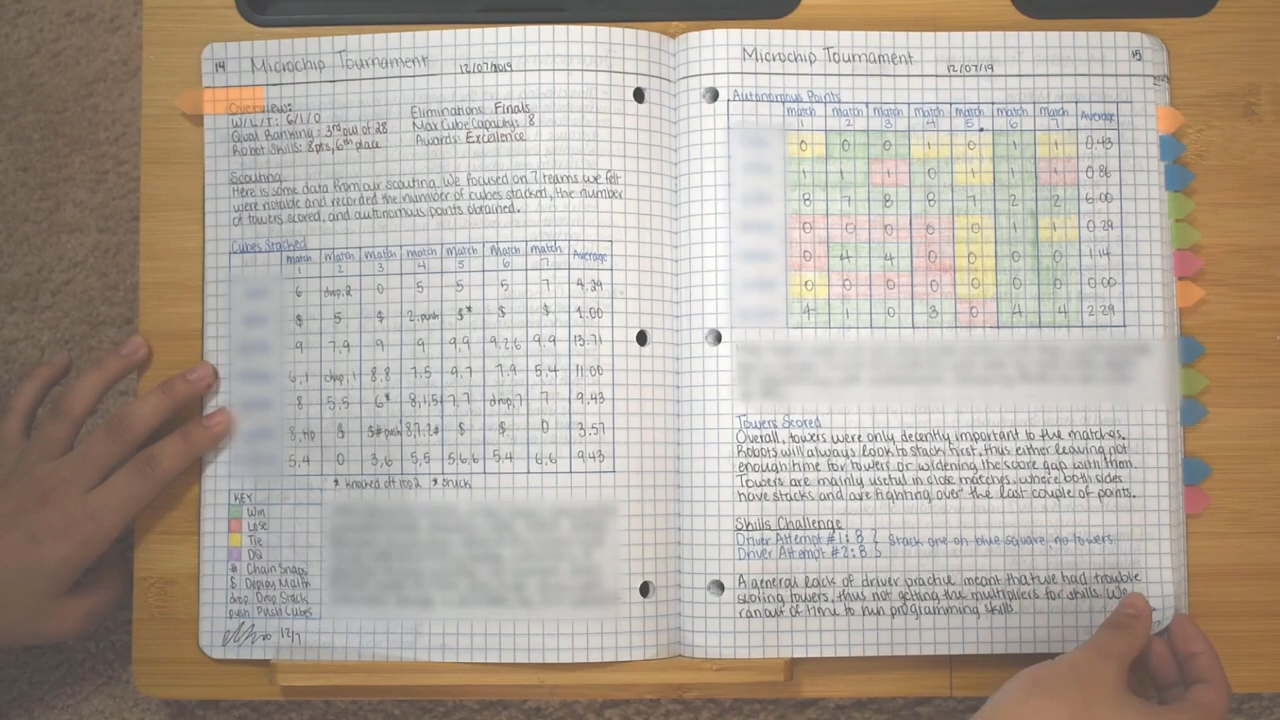 14 Microchip Tournament 12/07/2019
Overview:
W/L/T: 6/1/0
Qual Ranking: 3rd out of 28
Robot Skills: 8pts, 6th place
Eliminations: Finals
Max Cube Capacity: 8
Awards: Excellence
Scouting
Here is some data from our scouting. We focused on 7 teams we felt
were notable and recorded the number of cubes stacked, the number
of towers scored, and autonomous points obtained.
Cubes Stacked
match 1 match 2 match 3 match 4 match 5 match 6 match 7 Average
6 drop,2 0 5 5 5 7 4.29
$ 5 $ 2,push $* $ $ 1.00
9 7,9 9 9 9,9 9,2,6 9,9 13.71
6,7 drop,1 8,8 7,5 9,7 7,9 5,4 11.00
8 5,5 6* 8,1,5 7,7 drop,7 7 9.43
8,tip $ $#push 8,7,2# $ $ 0 3.57
5,4 0 3,6 5,5 5,6,6 5,4 6,6 9.43
* knocked off top 2 * stuck
KEY
Win
Lose
Tie
DQ
# Chain Snaps
$ Deploy Malfn
drop Drop Stack
push Push Cubes
12/7
Microchip Tournament 12/07/19 15
Autonomous Points
match 1 match 2 match 3 match 4 match 5 match 6 match 7 Average
0 0 0 1 0 1 1 0.43
1 1 1 0 1 1 1 0.86
8 7 8 8 7 2 2 6.00
0 0 0 0 0 1 1 0.29
0 4 4 0 0 0 0 1.14
0 0 0 0 0 0 0 0.00
4 1 0 3 0 4 4 2.29
Towers Scored
Overall, towers were only decently important to the matches.
Robots will always look to stack first, thus either leaving not
enough time for towers or widening the score gap with them.
Towers are mainly useful in close matches, where both sides
have stacks and are fighting over the last couple of points.
Skills Challenge
Driver Attempt #1: 8 } Stack one on blue square, no towers
Driver Attempt #2: 8
A general lack of driver practice meant that we had trouble
scoring towers, thus not getting the multipliers for skills. We
ran out of time to run programming skills.